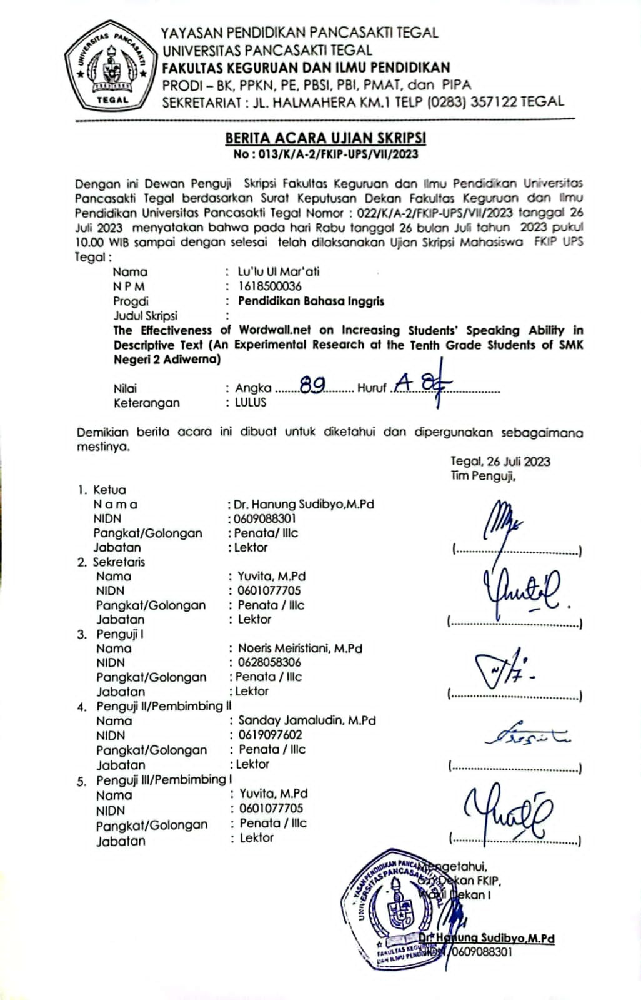 UNIVERSITAS PANCASAKTI
TEGAL
YAYASAN PENDIDIKAN PANCASAKTI TEGAL
UNIVERSITAS PANCASAKTI TEGAL
FAKULTAS KEGURUAN DAN ILMU PENDIDIKAN
PRODI – BK, PPKN, PE, PBSI, PBI, PMAT, dan PIPA
SEKRETARIAT : JL. HALMAHERA KM.1 TELP (0283) 357122 TEGAL
BERITA ACARA UJIAN SKRIPSI
No : 013/K/A-2/FKIP-UPS/VII/2023
Dengan ini Dewan Penguji Skripsi Fakultas Keguruan dan Ilmu Pendidikan Universitas
Pancasakti Tegal berdasarkan Surat Keputusan Dekan Fakultas Keguruan dan Ilmu
Pendidikan Universitas Pancasakti Tegal Nomor : 022/K/A-2/FKIP-UPS/VII/2023 tanggal 26
Juli 2023 menyatakan bahwa pada hari Rabu tanggal 26 bulan Juli tahun 2023 pukul
10.00 WIB sampai dengan selesai telah dilaksanakan Ujian Skripsi Mahasiswa FKIP UPS
Tegal :
Nama : Lu'lu Ul Mar'ati
N P M : 1618500036
Progdi : Pendidikan Bahasa Inggris
Judul Skripsi :
The Effectiveness of Wordwall.net on Increasing Students' Speaking Ability in
Descriptive Text (An Experimental Research at the Tenth Grade Students of SMK
Negeri 2 Adiwerna)
Nilai : Angka ........89.......... Huruf ..A......................
Keterangan : LULUS
Demikian berita acara ini dibuat untuk diketahui dan dipergunakan sebagaimana
mestinya.
Tegal, 26 Juli 2023
Tim Penguji,
1. Ketua
N a m a : Dr. Hanung Sudibyo,M.Pd
NIDN : 0609088301
Pangkat/Golongan : Penata/ IIIc
Jabatan : Lektor (....................................)
2. Sekretaris
Nama : Yuvita, M.Pd
NIDN : 0601077705
Pangkat/Golongan : Penata / IIIc
Jabatan : Lektor (....................................)
3. Penguji I
Nama : Noeris Meiristiani, M.Pd
NIDN : 0628058306
Pangkat/Golongan : Penata / IIIc
Jabatan : Lektor (....................................)
4. Penguji II/Pembimbing II
Nama : Sanday Jamaludin, M.Pd
NIDN : 0619097602
Pangkat/Golongan : Penata / IIIc
Jabatan : Lektor (....................................)
5. Penguji III/Pembimbing I
Nama : Yuvita, M.Pd
NIDN : 0601077705
Pangkat/Golongan : Penata / IIIc
Jabatan : Lektor (....................................)
Mengetahui,
Dekan FKIP,
Wakil Dekan I
YAYASAN PENDIDIKAN PANCASAKTI TEGAL
UNIVERSITAS PANCASAKTI TEGAL
FAKULTAS KEGURUAN
DAN ILMU PENDIDIKAN
Dr. Hanung Sudibyo,M.Pd
NIDN. 0609088301